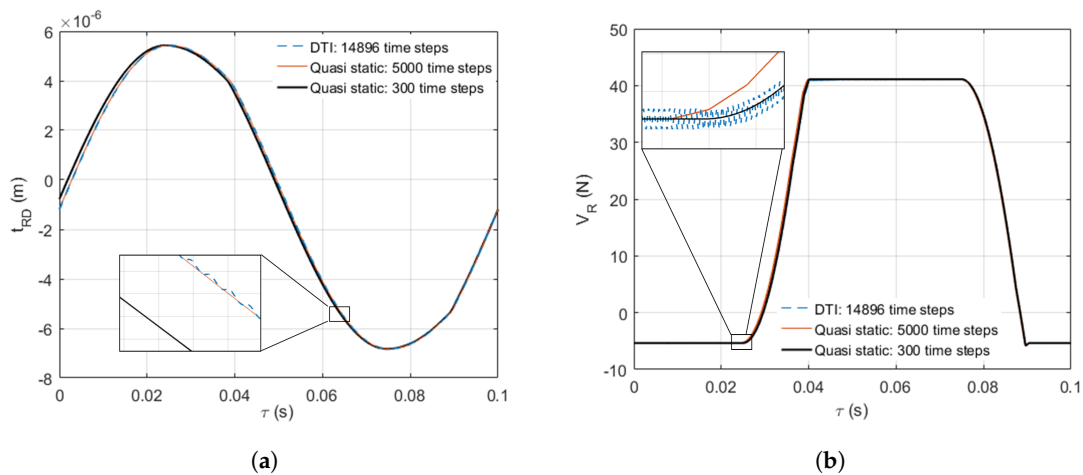 ×10⁻⁶
6
4
2
0
-2
-4
-6
-8
t_RD (m)
DTI: 14896 time steps
Quasi static: 5000 time steps
Quasi static: 300 time steps
0 0.02 0.04 0.06 0.08 0.1
τ (s)
(a)
50
40
30
20
10
0
-10
V_R (N)
DTI: 14896 time steps
Quasi static: 5000 time steps
Quasi static: 300 time steps
0 0.02 0.04 0.06 0.08 0.1
τ (s)
(b)